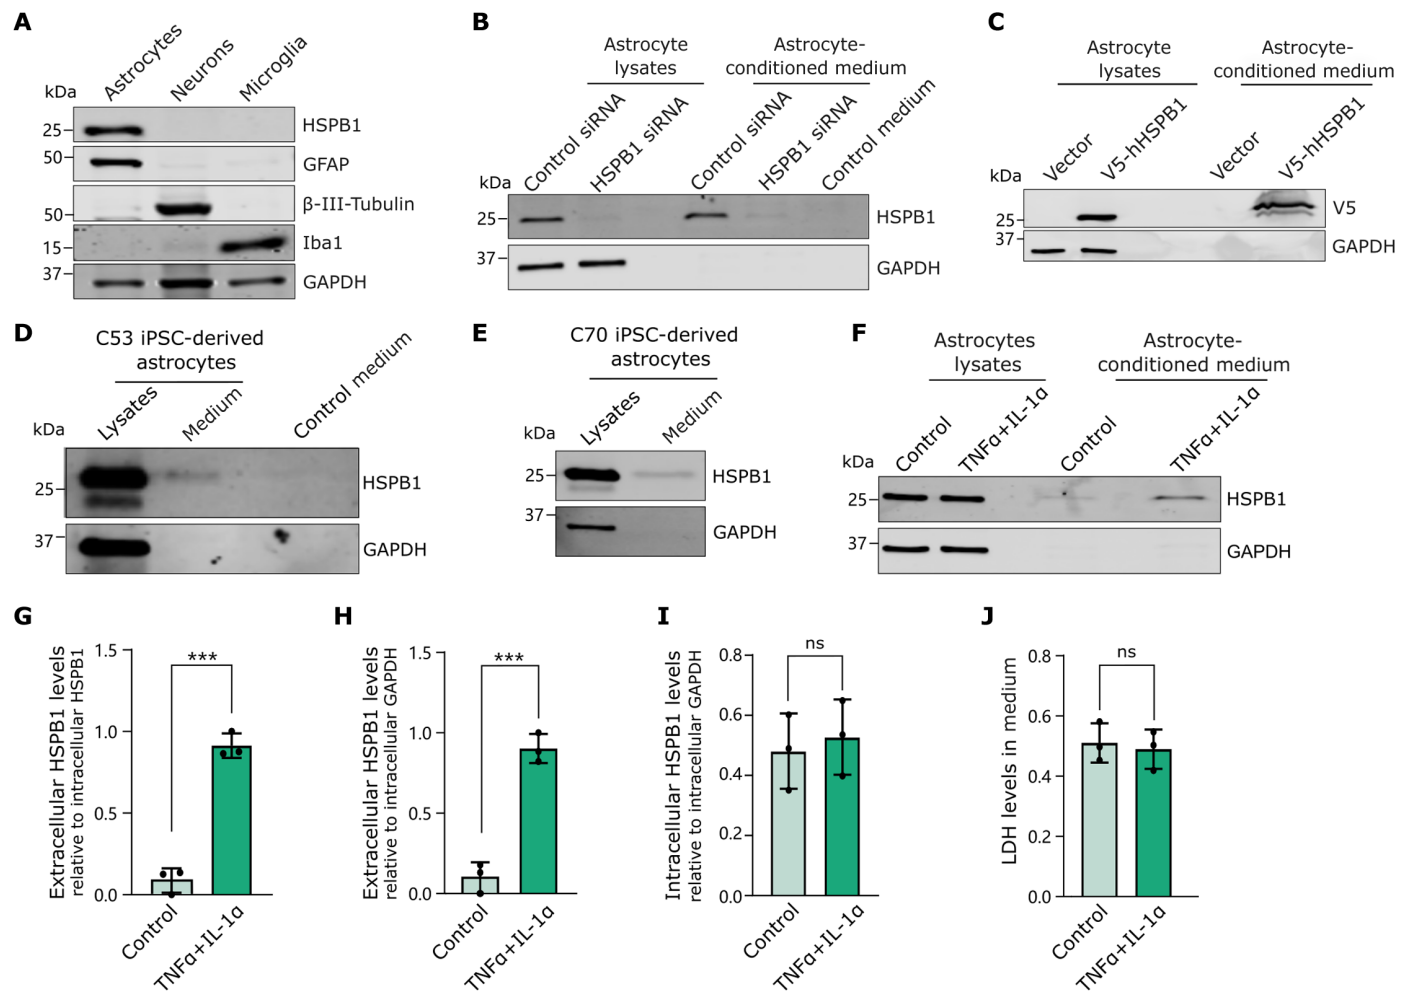 A
Astrocytes
Neurons
Microglia
kDa
25
HSPB1
50
GFAP
50
β-III-Tubulin
15
Iba1
37
GAPDH
B
Astrocyte
lysates
Astrocyte-
conditioned medium
Control siRNA
HSPB1 siRNA
Control siRNA
HSPB1 siRNA
Control medium
kDa
25
HSPB1
37
GAPDH
C
Astrocyte
lysates
Astrocyte-
conditioned medium
Vector
V5-hHSPB1
Vector
V5-hHSPB1
kDa
25
V5
37
GAPDH
D
C53 iPSC-derived
astrocytes
Lysates
Medium
Control medium
kDa
25
HSPB1
37
GAPDH
E
C70 iPSC-derived
astrocytes
Lysates
Medium
kDa
25
HSPB1
37
GAPDH
F
Astrocytes
lysates
Astrocyte-
conditioned medium
Control
TNFα+IL-1α
Control
TNFα+IL-1α
kDa
25
HSPB1
37
GAPDH
G
Extracellular HSPB1 levels
relative to intracellular HSPB1
1.5
1.0
0.5
0.0
***
Control
TNFα+IL-1α
H
Extracellular HSPB1 levels
relative to intracellular GAPDH
1.5
1.0
0.5
0.0
***
Control
TNFα+IL-1α
I
Intracellular HSPB1 levels
relative to intracellular GAPDH
0.8
0.6
0.4
0.2
0.0
ns
Control
TNFα+IL-1α
J
LDH levels in medium
0.8
0.6
0.4
0.2
0.0
ns
Control
TNFα+IL-1α